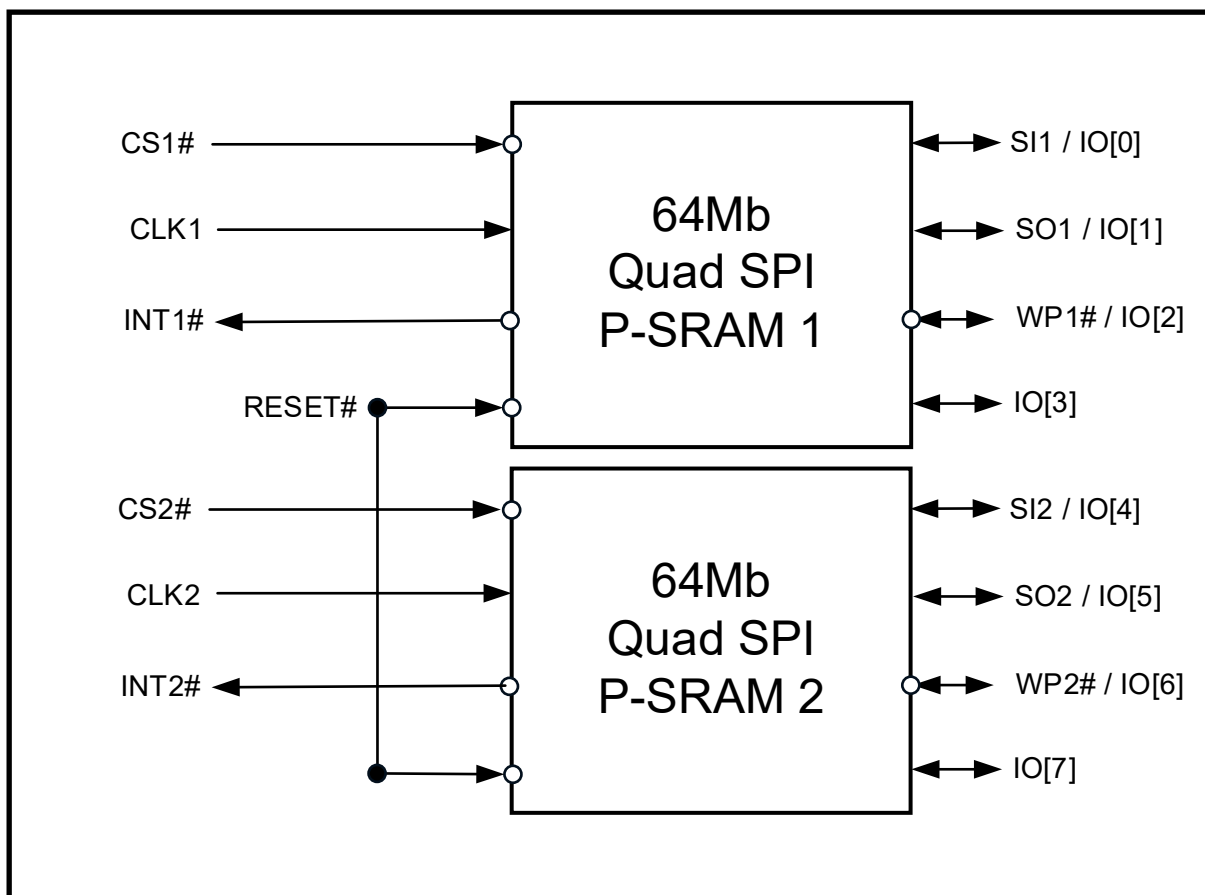 CS1#
CLK1
INT1#
RESET#
64Mb
Quad SPI
P-SRAM 1
SI1 / IO[0]
SO1 / IO[1]
WP1# / IO[2]
IO[3]
CS2#
CLK2
INT2#
64Mb
Quad SPI
P-SRAM 2
SI2 / IO[4]
SO2 / IO[5]
WP2# / IO[6]
IO[7]